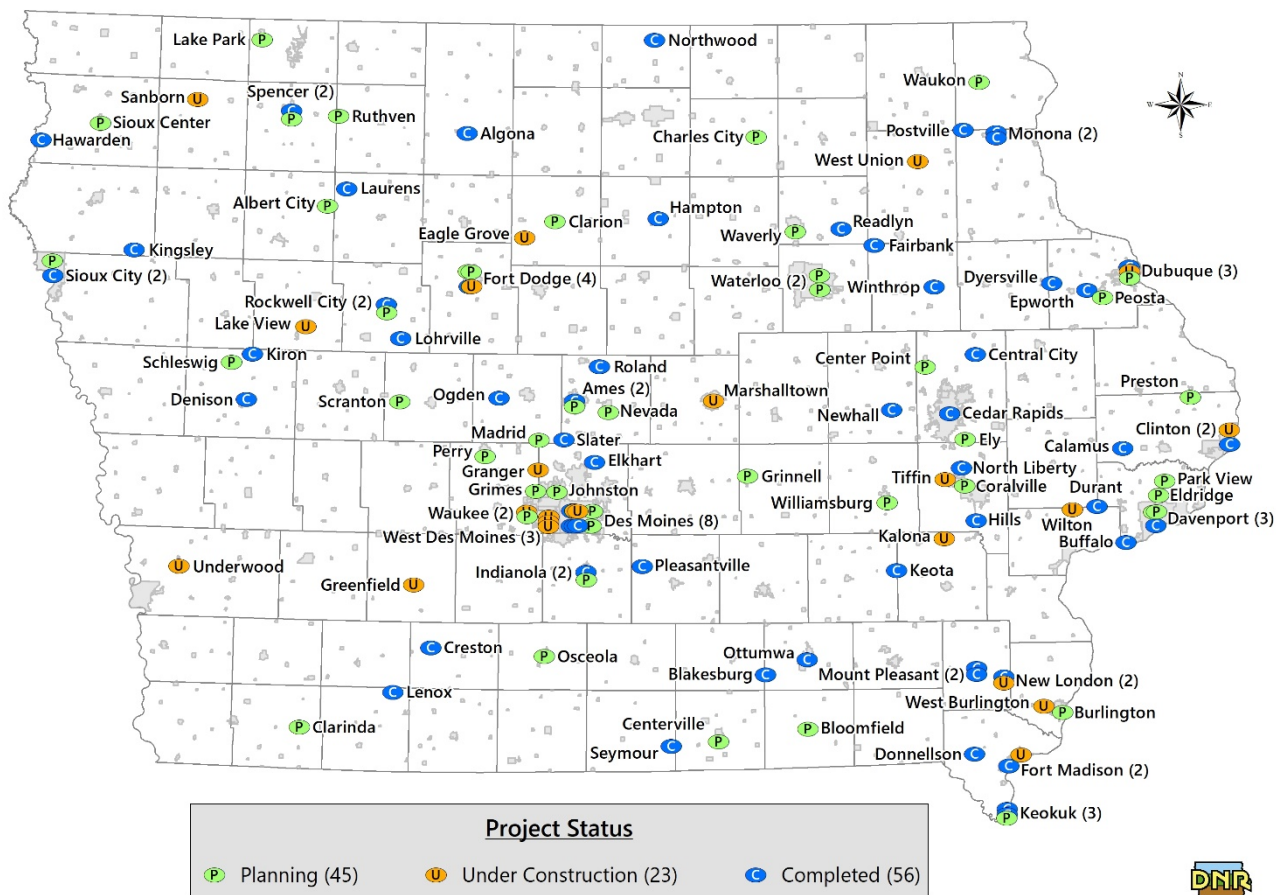 Lake Park P
C Northwood
Waukon P
N
W E
S
Sanborn U
Spencer (2)
C
P
P Ruthven
P Sioux Center
C Hawarden
C Algona
Charles City P
Postville C
C Monona (2)
West Union U
C Laurens
Albert City P
P Clarion
Eagle Grove U
C Hampton
Waverly P
Readlyn
C
C Fairbank
C Kingsley
P
C Sioux City (2)
P
Fort Dodge (4)
U
Waterloo (2) P
P
Winthrop C
Dyersville C
Epworth C
P Peosta
Dubuque (3)
P
Rockwell City (2) C
P
Lake View U
C Lohrville
Schleswig P
C Kiron
C Roland
Center Point P
C Central City
Denison C
Scranton P
Ogden C
Ames (2)
C
P
P Nevada
Marshalltown
U
Newhall C
C Cedar Rapids
Preston
P
Madrid P
C Slater
P Ely
Clinton (2) U
C
Calamus C
Perry P
Granger U
C Elkhart
P Grinnell
Tiffin U
C North Liberty
P Coralville
Grimes P
P Johnston
Williamsburg P
Durant
C
P Park View
P Eldridge
Waukee (2) U
P
U
U
U
P
C
P
Des Moines (8)
West Des Moines (3)
C Hills
U
Wilton
P
C
Davenport (3)
Buffalo C
Kalona U
U Underwood
Greenfield U
Indianola (2) C
P
C Pleasantville
C
Keota
C Creston
P Osceola
Ottumwa
C
Blakesburg C
Mount Pleasant (2) C
C
C
U
New London (2)
C
Lenox
West Burlington U
P Burlington
P Clarinda
Centerville
P
Seymour C
P Bloomfield
Donnellson C
U
C Fort Madison (2)
C
P
Keokuk (3)
Project Status
P Planning (45) U Under Construction (23) C Completed (56)
DNR